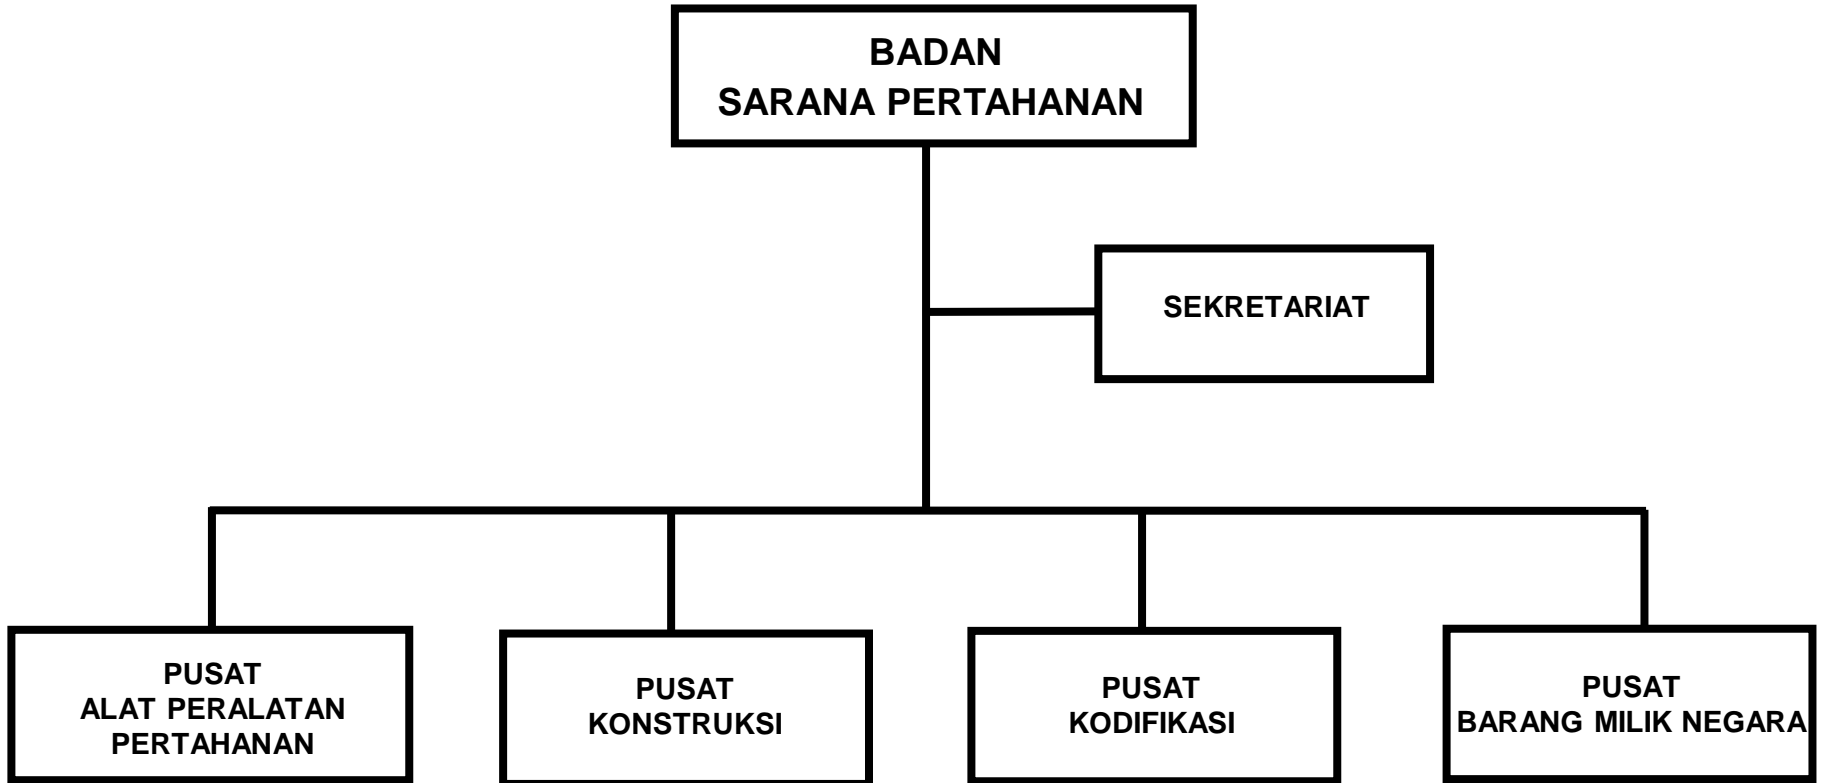 BADAN
SARANA PERTAHANAN
SEKRETARIAT
PUSAT
ALAT PERALATAN
PERTAHANAN
PUSAT
KONSTRUKSI
PUSAT
KODIFIKASI
PUSAT
BARANG MILIK NEGARA